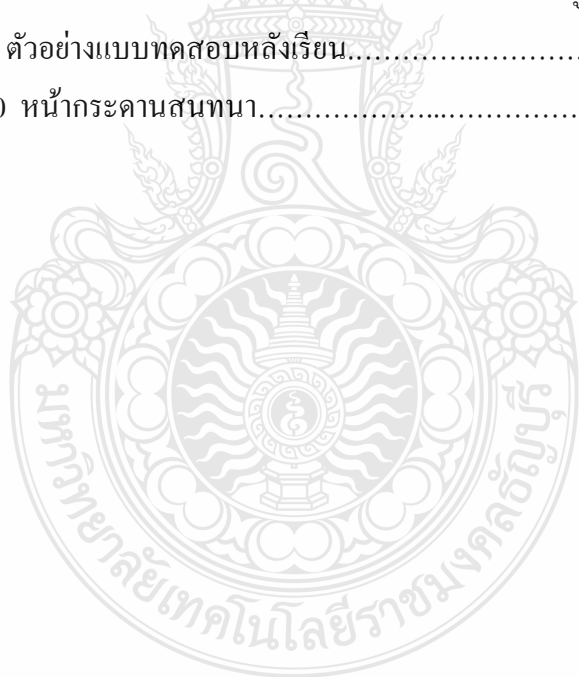 ตัวอย่างแบบทดสอบหลังเรียน…………...…………
0 หน้ากระดานสนทนา………………....……………
มหาวิทยาลัยเทคโนโลยีราชมงคลธัญบุรี